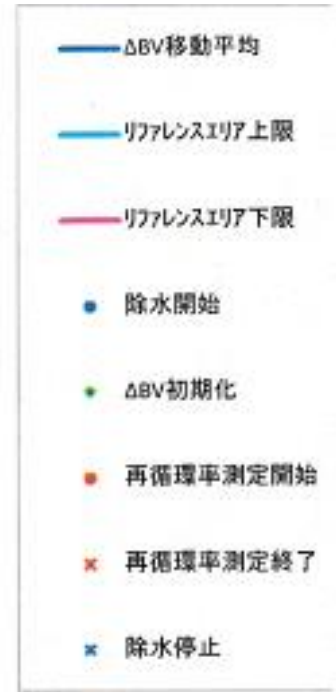 ΔBV移動平均
リファレンスエリア上限
リファレンスエリア下限
除水開始
ΔBV初期化
再循環率測定開始
再循環率測定終了
除水停止